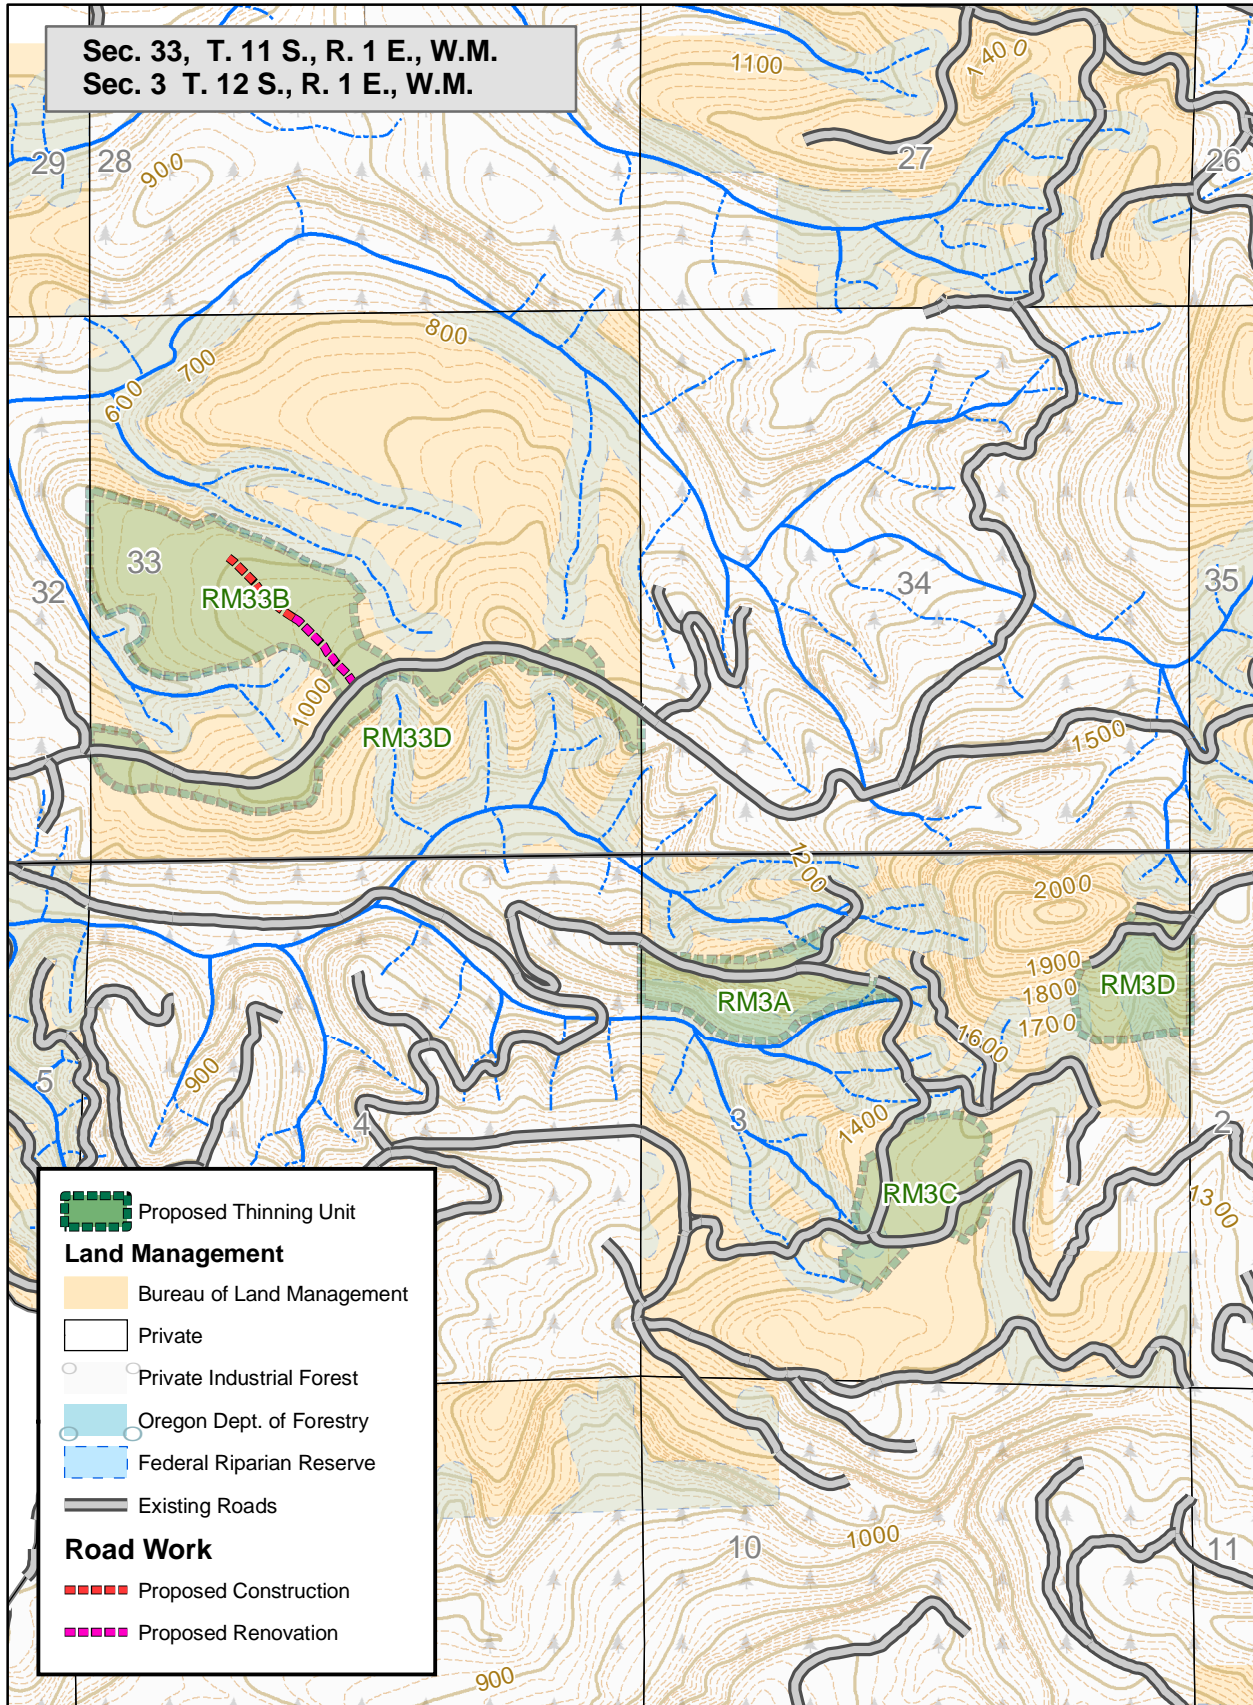 Sec. 33, T. 11 S., R. 1 E., W.M.
Sec. 3 T. 12 S., R. 1 E., W.M.
1100
1400
29
28
900
27
26
800
700
600
33
32
RM33B
34
35
1000
RM33D
1500
1200
2000
1900
1800
1700
RM3A
RM3D
1600
5
900
4
3
1400
2
RM3C
1300
Proposed Thinning Unit
Land Management
Bureau of Land Management
Private
Private Industrial Forest
Oregon Dept. of Forestry
Federal Riparian Reserve
Existing Roads
Road Work
Proposed Construction
Proposed Renovation
10
1000
11
900